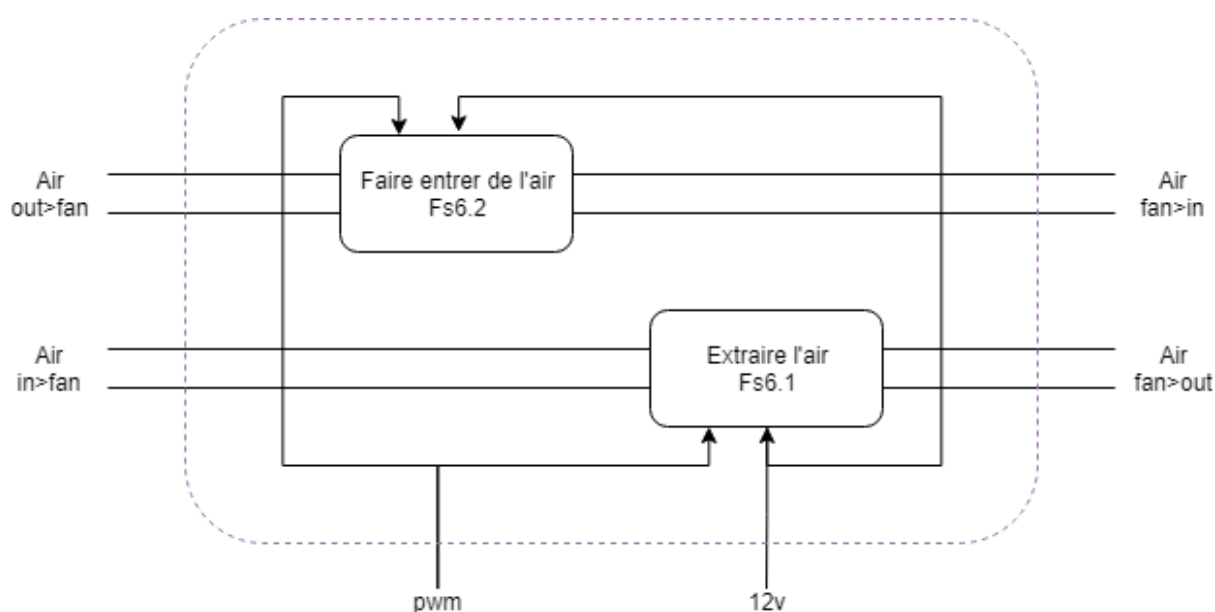 Air
out>fan
Faire entrer de l'air
Fs6.2
Air
fan>in
Air
in>fan
Extraire l'air
Fs6.1
Air
fan>out
pwm
12v